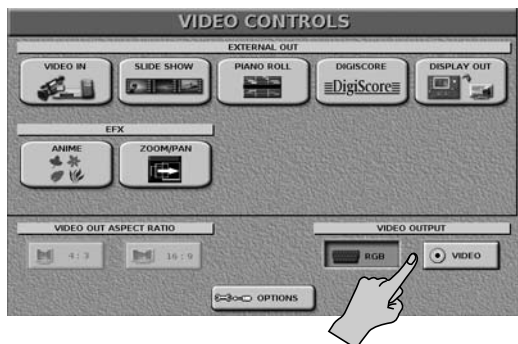 VIDEO CONTROLS
EXTERNAL OUT
VIDEO IN
SLIDE SHOW
PIANO ROLL
DIGISCORE
DISPLAY OUT
≡DigiScore≡
EFX
ANIME
ZOOM/PAN
VIDEO OUT ASPECT RATIO
VIDEO OUTPUT
4:3
16:9
RGB
VIDEO
OPTIONS